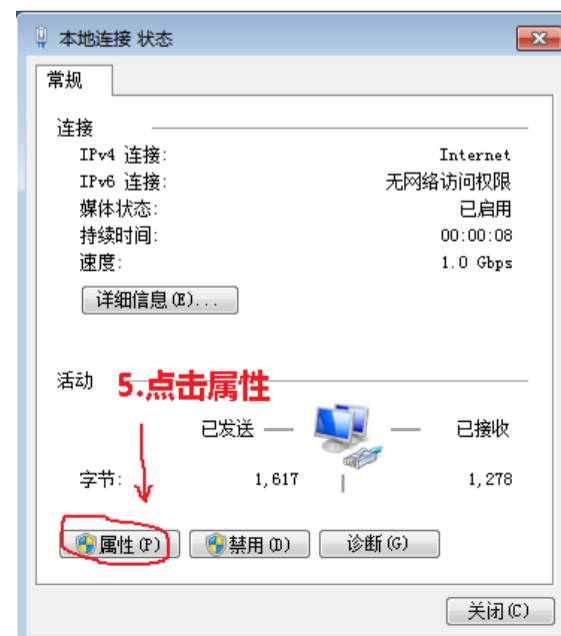 本地连接 状态
常规
连接
IPv4 连接: Internet
IPv6 连接: 无网络访问权限
媒体状态: 已启用
持续时间: 00:00:08
速度: 1.0 Gbps
详细信息(E)...
活动
5.点击属性
已发送 已接收
字节: 1,617 1,278
属性(P) 禁用(D) 诊断(G)
关闭(C)